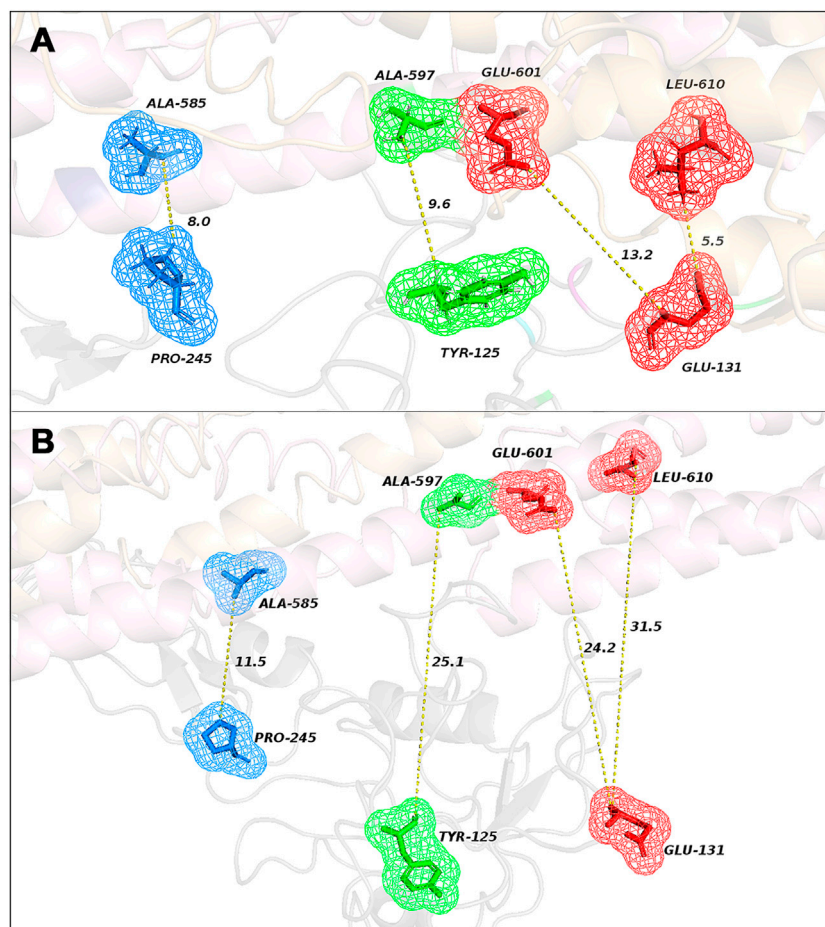 A
ALA-585
ALA-597
GLU-601
LEU-610
8.0
9.6
13.2
5.5
PRO-245
TYR-125
GLU-131
B
ALA-597
GLU-601
LEU-610
ALA-585
11.5
25.1
24.2
31.5
PRO-245
TYR-125
GLU-131